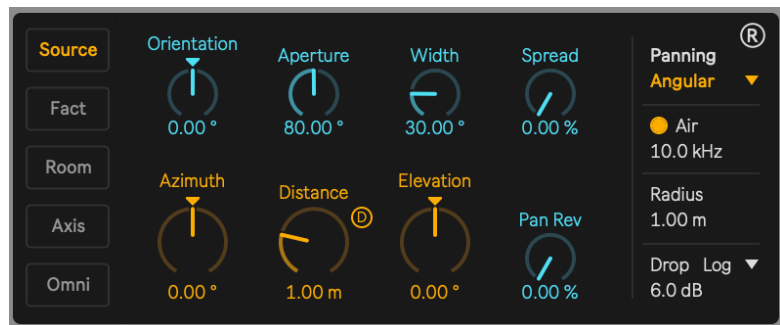 Source
Fact
Room
Axis
Omni
Orientation
0.00 °
Aperture
80.00 °
Width
30.00 °
Spread
0.00 %
Azimuth
0.00 °
Distance
D
1.00 m
Elevation
0.00 °
Pan Rev
0.00 %
®
Panning
Angular
Air
10.0 kHz
Radius
1.00 m
Drop Log
6.0 dB